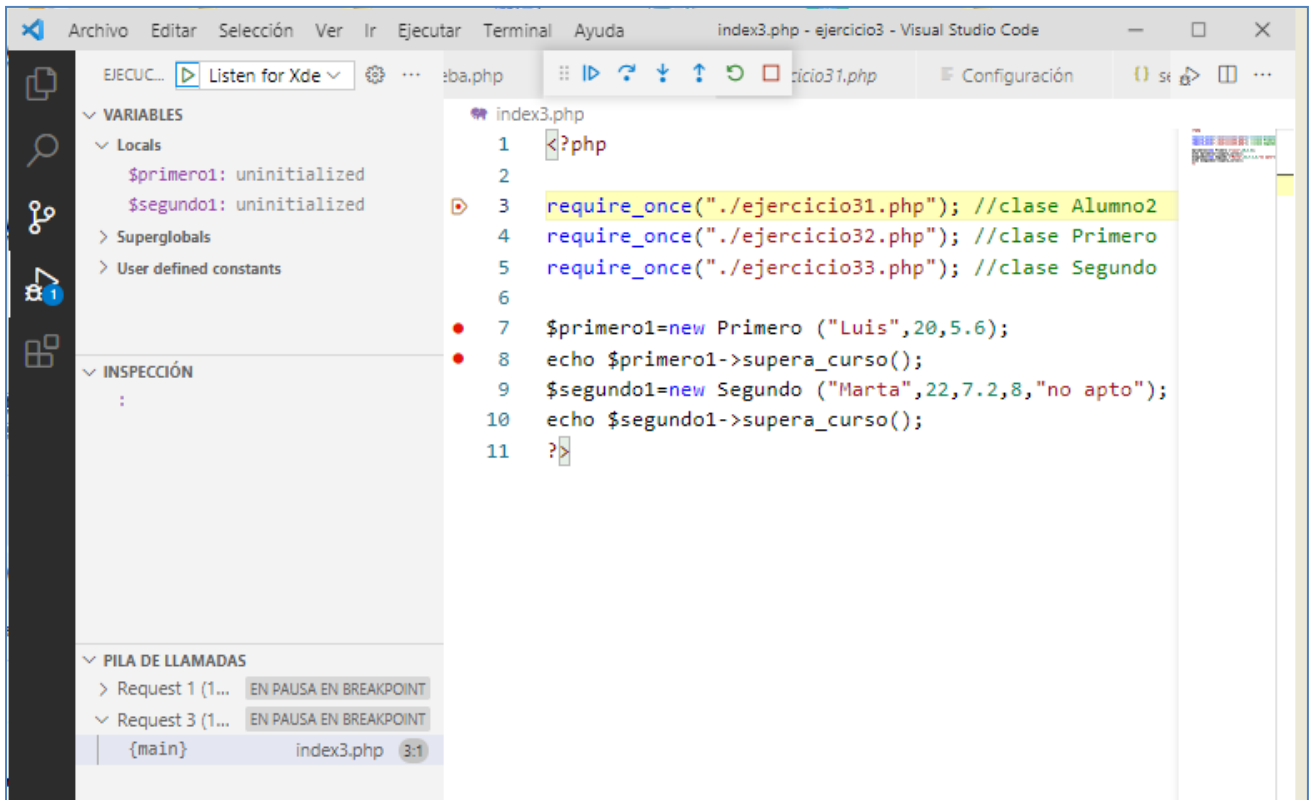 Archivo Editar Selección Ver Ir Ejecutar Terminal Ayuda index3.php - ejercicio3 - Visual Studio Code
EJECUC... Listen for Xde ... eba.php cicio31.php Configuración {} se ...
VARIABLES
Locals
$primero1: uninitialized
$segundo1: uninitialized
Superglobals
User defined constants
1
INSPECCIÓN
:
PILA DE LLAMADAS
Request 1 (1... EN PAUSA EN BREAKPOINT
Request 3 (1... EN PAUSA EN BREAKPOINT
{main} index3.php 3:1
index3.php
1 <?php
2
3 require_once("./ejercicio31.php"); //clase Alumno2
4 require_once("./ejercicio32.php"); //clase Primero
5 require_once("./ejercicio33.php"); //clase Segundo
6
7 $primero1=new Primero ("Luis",20,5.6);
8 echo $primero1->supera_curso();
9 $segundo1=new Segundo ("Marta",22,7.2,8,"no apto");
10 echo $segundo1->supera_curso();
11 ?>